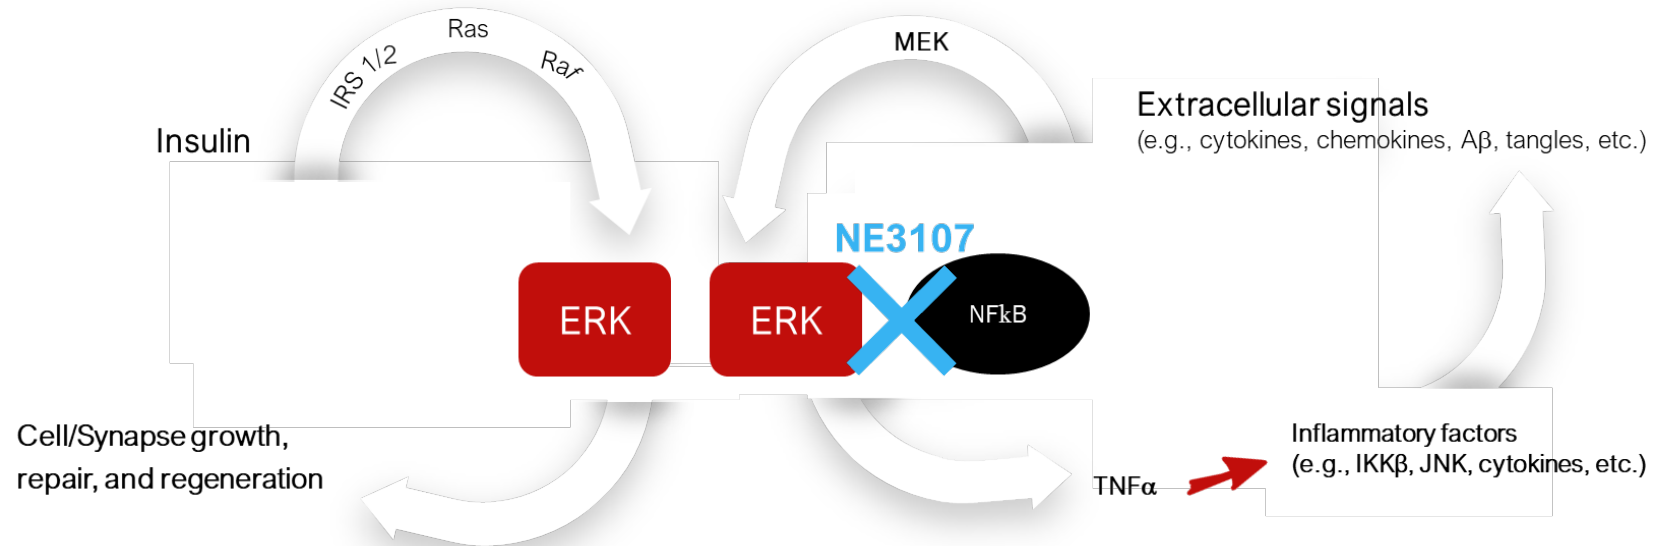 Ras
IRS 1/2
Raf
MEK
Insulin
Extracellular signals
(e.g., cytokines, chemokines, Aβ, tangles, etc.)
NE3107
ERK
ERK
NFkB
Cell/Synapse growth,
repair, and regeneration
TNFα
Inflammatory factors
(e.g., IKKβ, JNK, cytokines, etc.)